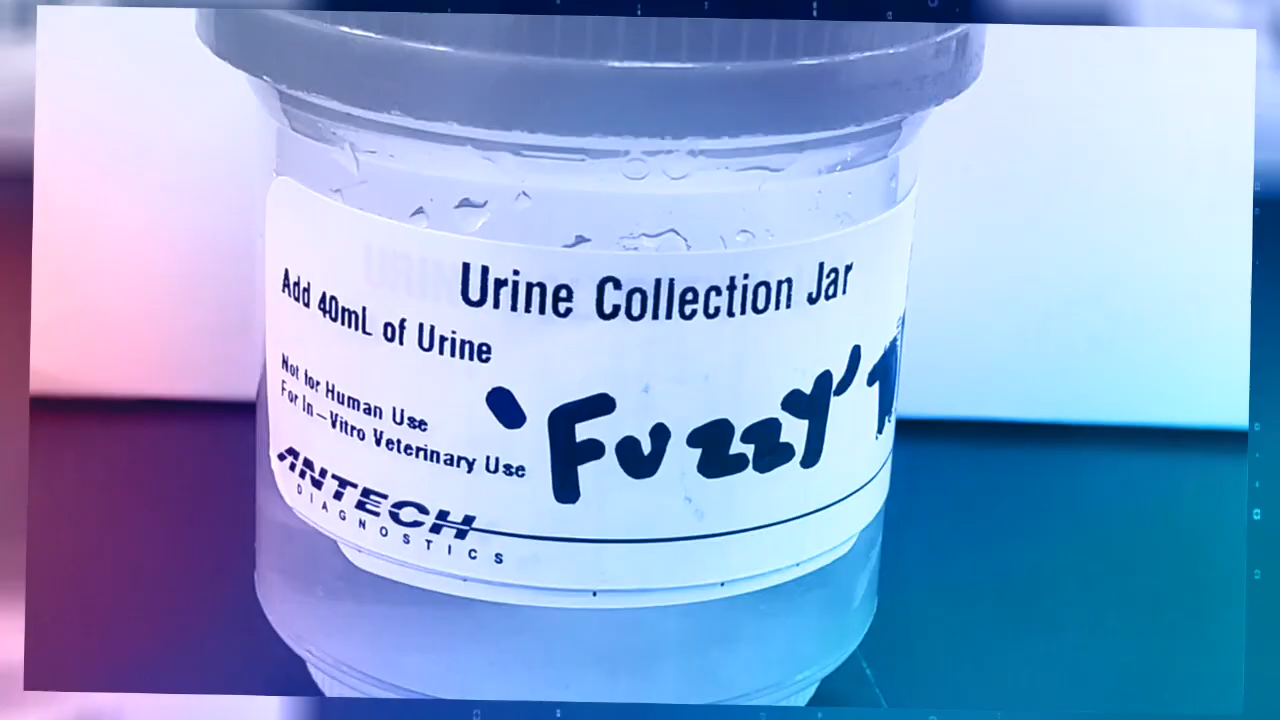 Urine Collection Jar
Add 40mL of Urine
Not for Human Use
For In-Vitro Veterinary Use
'Fuzzy'
ANTECH
DIAGNOSTICS